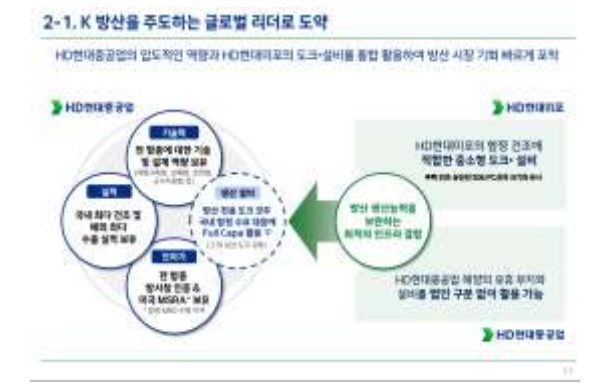 2-1. K 방산을 주도하는 글로벌 리더로 도약
HD현대중공업의 압도적인 역량과 HD현대미포의 도크·설비를 통합 활용하여 방산 시장 기회 빠르게 포착
HD현대중공업
기술력
전 함종에 대한 기술
및 설계 역량 보유
실적
국내 최다 건조 및
해외 최다
수출 실적 보유
인허가
전 함종
방사청 인증 &
미국 MSRA* 보유
방산 설비
방산 전용 도크 모두
국내 함정 수요 대응에
Full Capa 활용 中
방산 생산능력을
보완하는
최적의 인프라 결합
HD현대미포
HD현대미포의 함정 건조에
적합한 중소형 도크· 설비
HD현대중공업 해양의 유휴 부지와
설비를 법인 구분 없이 활용 가능
HD현대중공업